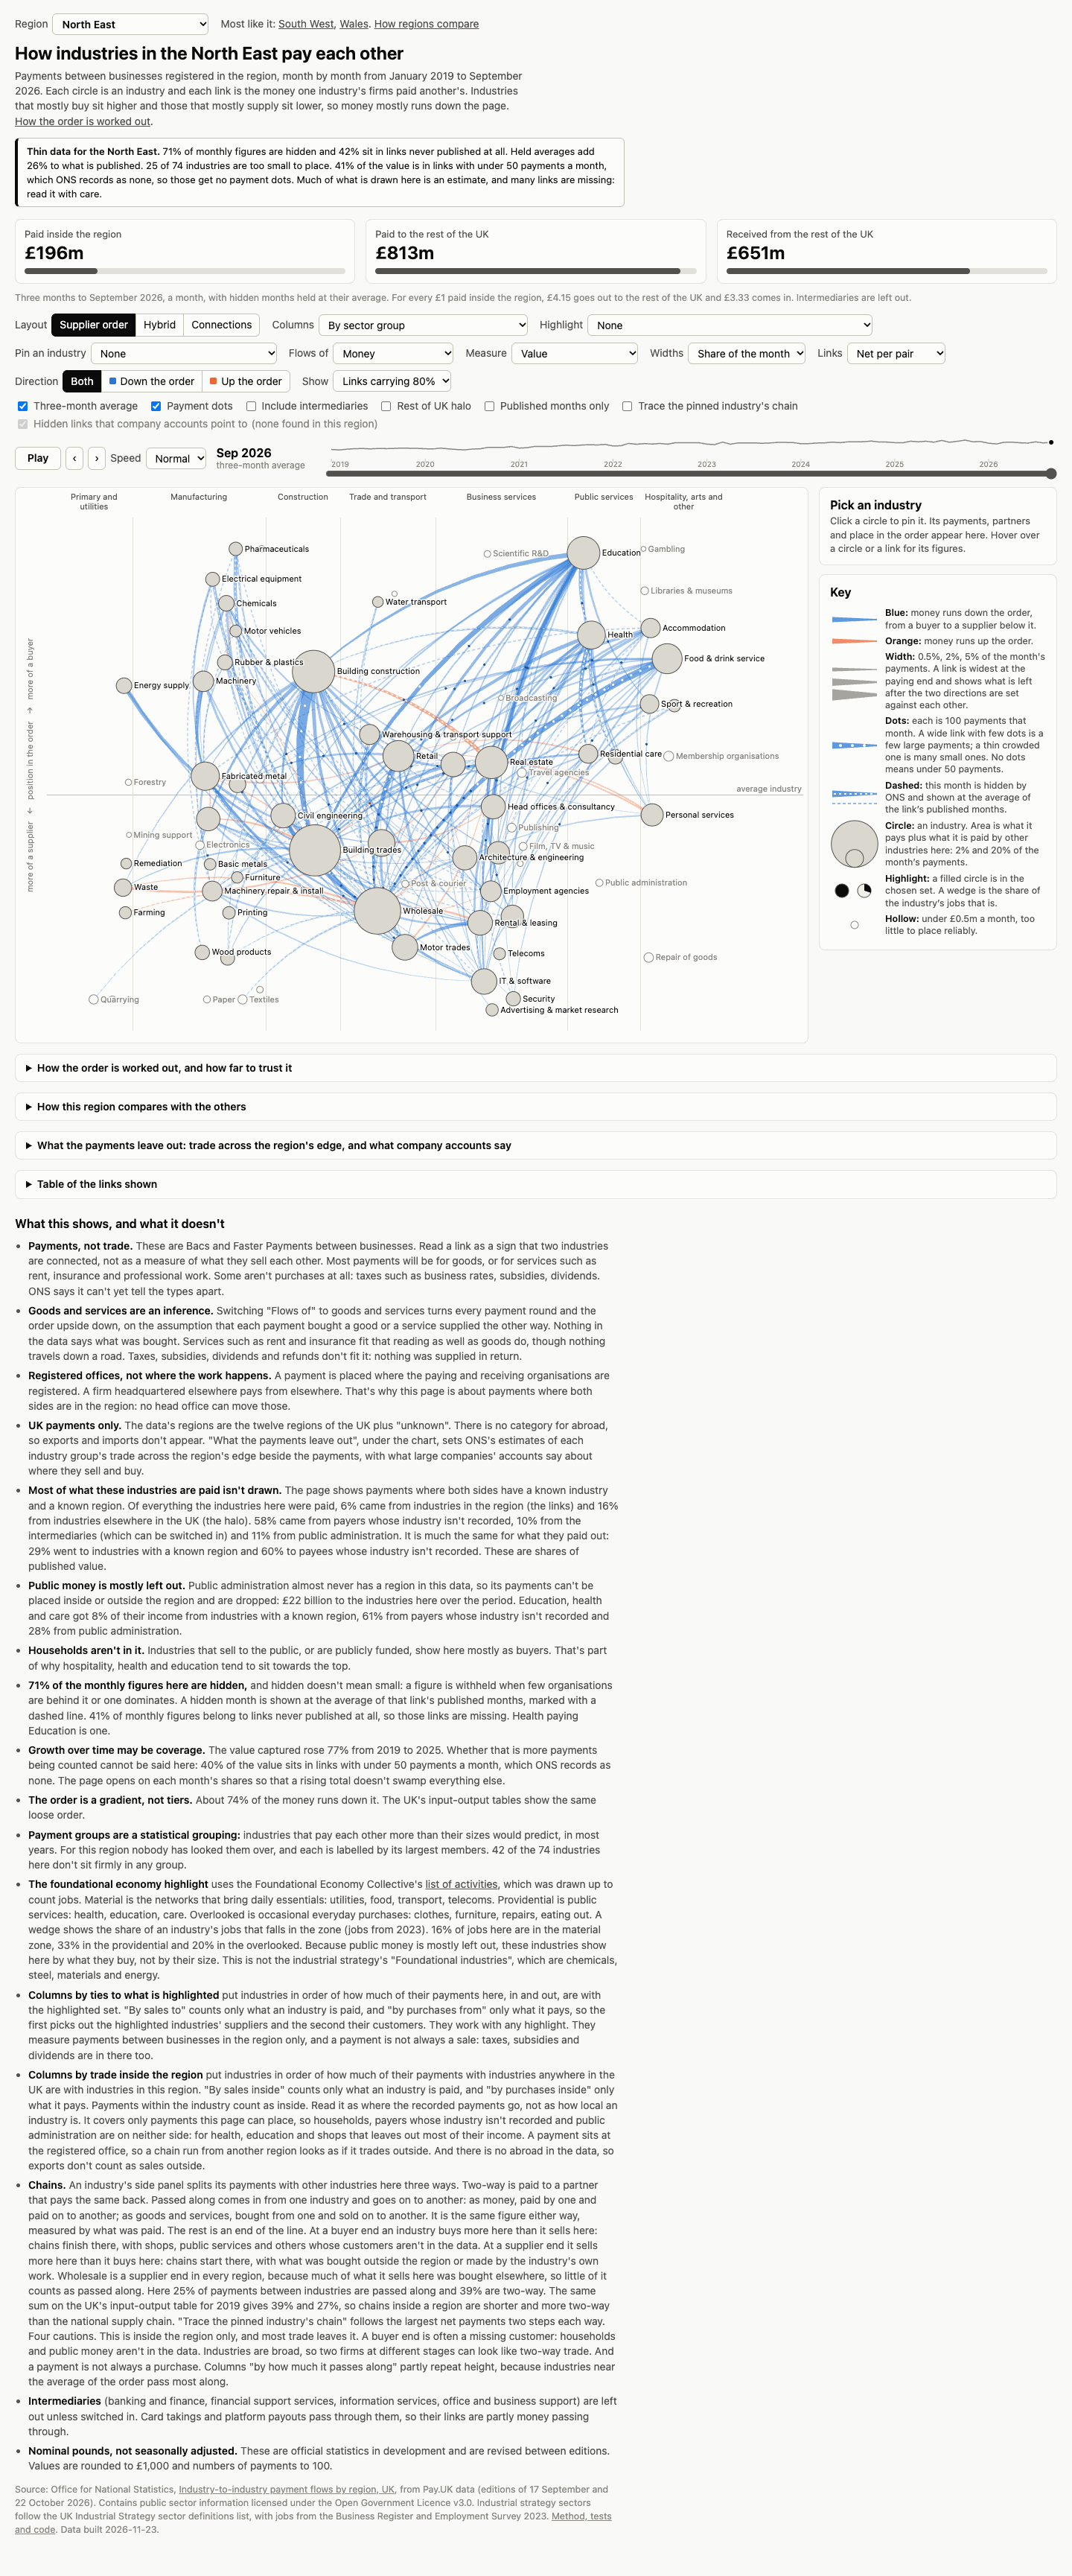 Region North East Most like it: South West, Wales. How regions compare
How industries in the North East pay each other
Payments between businesses registered in the region, month by month from January 2019 to September
2026. Each circle is an industry and each link is the money one industry's firms paid another's. Industries
that mostly buy sit higher and those that mostly supply sit lower, so money mostly runs down the page.
How the order is worked out.
Thin data for the North East. 71% of monthly figures are hidden and 42% sit in links never published at all. Held averages add
26% to what is published. 25 of 74 industries are too small to place. 41% of the value is in links with under 50 payments a month,
which ONS records as none, so those get no payment dots. Much of what is drawn here is an estimate, and many links are missing:
read it with care.
Paid inside the region
£196m
Paid to the rest of the UK
£813m
Received from the rest of the UK
£651m
Three months to September 2026, a month, with hidden months held at their average. For every £1 paid inside the region, £4.15 goes out to the rest of the UK and £3.33 comes in. Intermediaries are left out.
Layout Supplier order Hybrid Connections Columns By sector group Highlight None
Pin an industry None Flows of Money Measure Value Widths Share of the month Links Net per pair
Direction Both Down the order Up the order Show Links carrying 80%
Three-month average Payment dots Include intermediaries Rest of UK halo Published months only Trace the pinned industry's chain
Hidden links that company accounts point to (none found in this region)
Play ‹ › Speed Normal Sep 2026
three-month average
2019 2020 2021 2022 2023 2024 2025 2026
Primary and
utilities
Manufacturing
Construction
Trade and transport
Business services
Public services
Hospitality, arts and
other
more of a supplier ← position in the order → more of a buyer
Pharmaceuticals
Scientific R&D
Education
Gambling
Electrical equipment
Libraries & museums
Chemicals
Water transport
Motor vehicles
Health
Accommodation
Rubber & plastics
Building construction
Food & drink service
Energy supply
Machinery
Broadcasting
Sport & recreation
Warehousing & transport support
Retail
Real estate
Residential care
Membership organisations
Fabricated metal
Travel agencies
Forestry
average industry
Head offices & consultancy
Civil engineering
Personal services
Publishing
Mining support
Electronics
Building trades
Film, TV & music
Architecture & engineering
Remediation
Basic metals
Furniture
Post & courier
Public administration
Waste
Machinery repair & install
Employment agencies
Farming
Printing
Wholesale
Rental & leasing
Motor trades
Wood products
Telecoms
Repair of goods
IT & software
Quarrying
Paper
Textiles
Security
Advertising & market research
Pick an industry
Click a circle to pin it. Its payments, partners
and place in the order appear here. Hover over
a circle or a link for its figures.
Key
Blue: money runs down the order,
from a buyer to a supplier below it.
Orange: money runs up the order.
Width: 0.5%, 2%, 5% of the month's
payments. A link is widest at the
paying end and shows what is left
after the two directions are set
against each other.
Dots: each is 100 payments that
month. A wide link with few dots is a
few large payments; a thin crowded
one is many small ones. No dots
means under 50 payments.
Dashed: this month is hidden by
ONS and shown at the average of
the link's published months.
Circle: an industry. Area is what it
pays plus what it is paid by other
industries here: 2% and 20% of the
month's payments.
Highlight: a filled circle is in the
chosen set. A wedge is the share of
the industry's jobs that is.
Hollow: under £0.5m a month, too
little to place reliably.
How the order is worked out, and how far to trust it
How this region compares with the others
What the payments leave out: trade across the region's edge, and what company accounts say
Table of the links shown
What this shows, and what it doesn't
• Payments, not trade. These are Bacs and Faster Payments between businesses. Read a link as a sign that two industries
are connected, not as a measure of what they sell each other. Most payments will be for goods, or for services such as
rent, insurance and professional work. Some aren't purchases at all: taxes such as business rates, subsidies, dividends.
ONS says it can't yet tell the types apart.
• Goods and services are an inference. Switching "Flows of" to goods and services turns every payment round and the
order upside down, on the assumption that each payment bought a good or a service supplied the other way. Nothing in
the data says what was bought. Services such as rent and insurance fit that reading as well as goods do, though nothing
travels down a road. Taxes, subsidies, dividends and refunds don't fit it: nothing was supplied in return.
• Registered offices, not where the work happens. A payment is placed where the paying and receiving organisations are
registered. A firm headquartered elsewhere pays from elsewhere. That's why this page is about payments where both
sides are in the region: no head office can move those.
• UK payments only. The data's regions are the twelve regions of the UK plus "unknown". There is no category for abroad,
so exports and imports don't appear. "What the payments leave out", under the chart, sets ONS's estimates of each
industry group's trade across the region's edge beside the payments, with what large companies' accounts say about
where they sell and buy.
• Most of what these industries are paid isn't drawn. The page shows payments where both sides have a known industry
and a known region. Of everything the industries here were paid, 6% came from industries in the region (the links) and 16%
from industries elsewhere in the UK (the halo). 58% came from payers whose industry isn't recorded, 10% from the
intermediaries (which can be switched in) and 11% from public administration. It is much the same for what they paid out:
29% went to industries with a known region and 60% to payees whose industry isn't recorded. These are shares of
published value.
• Public money is mostly left out. Public administration almost never has a region in this data, so its payments can't be
placed inside or outside the region and are dropped: £22 billion to the industries here over the period. Education, health
and care got 8% of their income from industries with a known region, 61% from payers whose industry isn't recorded and
28% from public administration.
• Households aren't in it. Industries that sell to the public, or are publicly funded, show here mostly as buyers. That's part
of why hospitality, health and education tend to sit towards the top.
• 71% of the monthly figures here are hidden, and hidden doesn't mean small: a figure is withheld when few organisations
are behind it or one dominates. A hidden month is shown at the average of that link's published months, marked with a
dashed line. 41% of monthly figures belong to links never published at all, so those links are missing. Health paying
Education is one.
• Growth over time may be coverage. The value captured rose 77% from 2019 to 2025. Whether that is more payments
being counted cannot be said here: 40% of the value sits in links with under 50 payments a month, which ONS records as
none. The page opens on each month's shares so that a rising total doesn't swamp everything else.
• The order is a gradient, not tiers. About 74% of the money runs down it. The UK's input-output tables show the same
loose order.
• Payment groups are a statistical grouping: industries that pay each other more than their sizes would predict, in most
years. For this region nobody has looked them over, and each is labelled by its largest members. 42 of the 74 industries
here don't sit firmly in any group.
• The foundational economy highlight uses the Foundational Economy Collective's list of activities, which was drawn up to
count jobs. Material is the networks that bring daily essentials: utilities, food, transport, telecoms. Providential is public
services: health, education, care. Overlooked is occasional everyday purchases: clothes, furniture, repairs, eating out. A
wedge shows the share of an industry's jobs that falls in the zone (jobs from 2023). 16% of jobs here are in the material
zone, 33% in the providential and 20% in the overlooked. Because public money is mostly left out, these industries show
here by what they buy, not by their size. This is not the industrial strategy's "Foundational industries", which are chemicals,
steel, materials and energy.
• Columns by ties to what is highlighted put industries in order of how much of their payments here, in and out, are with
the highlighted set. "By sales to" counts only what an industry is paid, and "by purchases from" only what it pays, so the
first picks out the highlighted industries' suppliers and the second their customers. They work with any highlight. They
measure payments between businesses in the region only, and a payment is not always a sale: taxes, subsidies and
dividends are in there too.
• Columns by trade inside the region put industries in order of how much of their payments with industries anywhere in the
UK are with industries in this region. "By sales inside" counts only what an industry is paid, and "by purchases inside" only
what it pays. Payments within the industry count as inside. Read it as where the recorded payments go, not as how local an
industry is. It covers only payments this page can place, so households, payers whose industry isn't recorded and public
administration are on neither side: for health, education and shops that leaves out most of their income. A payment sits at
the registered office, so a chain run from another region looks as if it trades outside. And there is no abroad in the data, so
exports don't count as sales outside.
• Chains. An industry's side panel splits its payments with other industries here three ways. Two-way is paid to a partner
that pays the same back. Passed along comes in from one industry and goes on to another: as money, paid by one and
paid on to another; as goods and services, bought from one and sold on to another. It is the same figure either way,
measured by what was paid. The rest is an end of the line. At a buyer end an industry buys more here than it sells here:
chains finish there, with shops, public services and others whose customers aren't in the data. At a supplier end it sells
more here than it buys here: chains start there, with what was bought outside the region or made by the industry's own
work. Wholesale is a supplier end in every region, because much of what it sells here was bought elsewhere, so little of it
counts as passed along. Here 25% of payments between industries are passed along and 39% are two-way. The same
sum on the UK's input-output table for 2019 gives 39% and 27%, so chains inside a region are shorter and more two-way
than the national supply chain. "Trace the pinned industry's chain" follows the largest net payments two steps each way.
Four cautions. This is inside the region only, and most trade leaves it. A buyer end is often a missing customer: households
and public money aren't in the data. Industries are broad, so two firms at different stages can look like two-way trade. And
a payment is not always a purchase. Columns "by how much it passes along" partly repeat height, because industries near
the average of the order pass most along.
• Intermediaries (banking and finance, financial support services, information services, office and business support) are left
out unless switched in. Card takings and platform payouts pass through them, so their links are partly money passing
through.
• Nominal pounds, not seasonally adjusted. These are official statistics in development and are revised between editions.
Values are rounded to £1,000 and numbers of payments to 100.
Source: Office for National Statistics, Industry-to-industry payment flows by region, UK, from Pay.UK data (editions of 17 September and
22 October 2026). Contains public sector information licensed under the Open Government Licence v3.0. Industrial strategy sectors
follow the UK Industrial Strategy sector definitions list, with jobs from the Business Register and Employment Survey 2023. Method, tests
and code. Data built 2026-11-23.